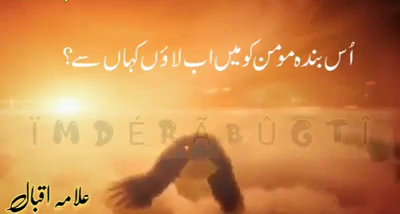 اُس بندہ مومن کو میں اب لاؤں کہاں سے؟
ÏMDÉRÃBÛGTÎ
علامہ اقبال